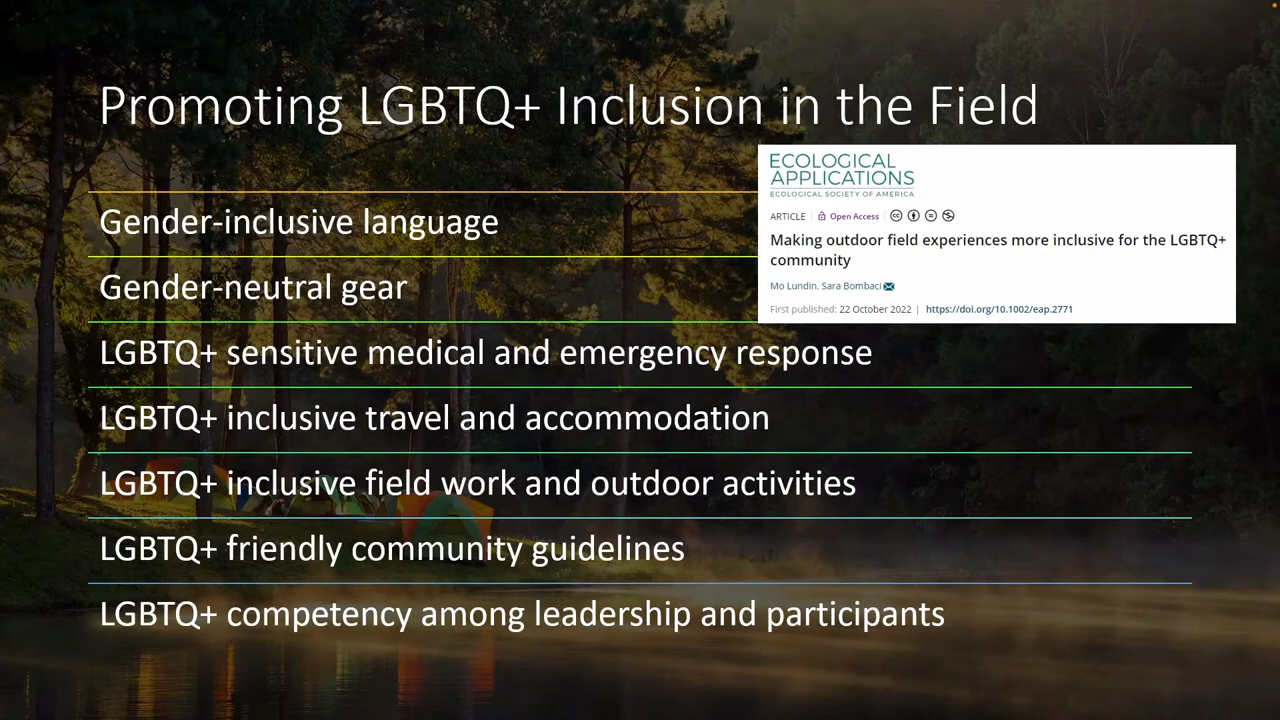 Promoting LGBTQ+ Inclusion in the Field
ECOLOGICAL
APPLICATIONS
ECOLOGICAL SOCIETY OF AMERICA
ARTICLE | Open Access
Making outdoor field experiences more inclusive for the LGBTQ+
community
Mo Lundin, Sara Bombaci
First published: 22 October 2022 | https://doi.org/10.1002/eap.2771
Gender-inclusive language
Gender-neutral gear
LGBTQ+ sensitive medical and emergency response
LGBTQ+ inclusive travel and accommodation
LGBTQ+ inclusive field work and outdoor activities
LGBTQ+ friendly community guidelines
LGBTQ+ competency among leadership and participants